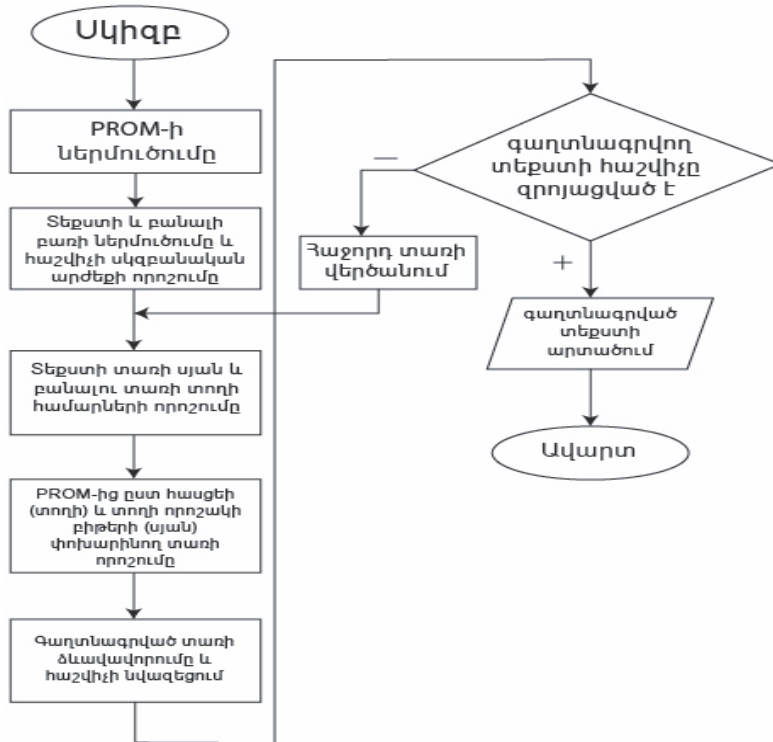 Սկիզբ
PROM-ի
ներմուծումը
Տեքստի և բանալի
բառի ներմուծումը և
հաշվիչի սկզբանական
արժեքի որոշումը
Տեքստի տառի սյան և
բանալու տառի տողի
համարների որոշումը
PROM-ից ըստ հասցեի
(տողի) և տողի որոշակի
բիթերի (սյան)
փոխարինող տառի
որոշումը
Գաղտնագրված տառի
ձևավավորումը և
հաշվիչի նվազեցում
գաղտնագրվող
տեքստի հաշվիչը
զրոյացված է
—
Հաջորդ տառի
վերծանում
+
գաղտնագրված
տեքստի
արտածում
Ավարտ